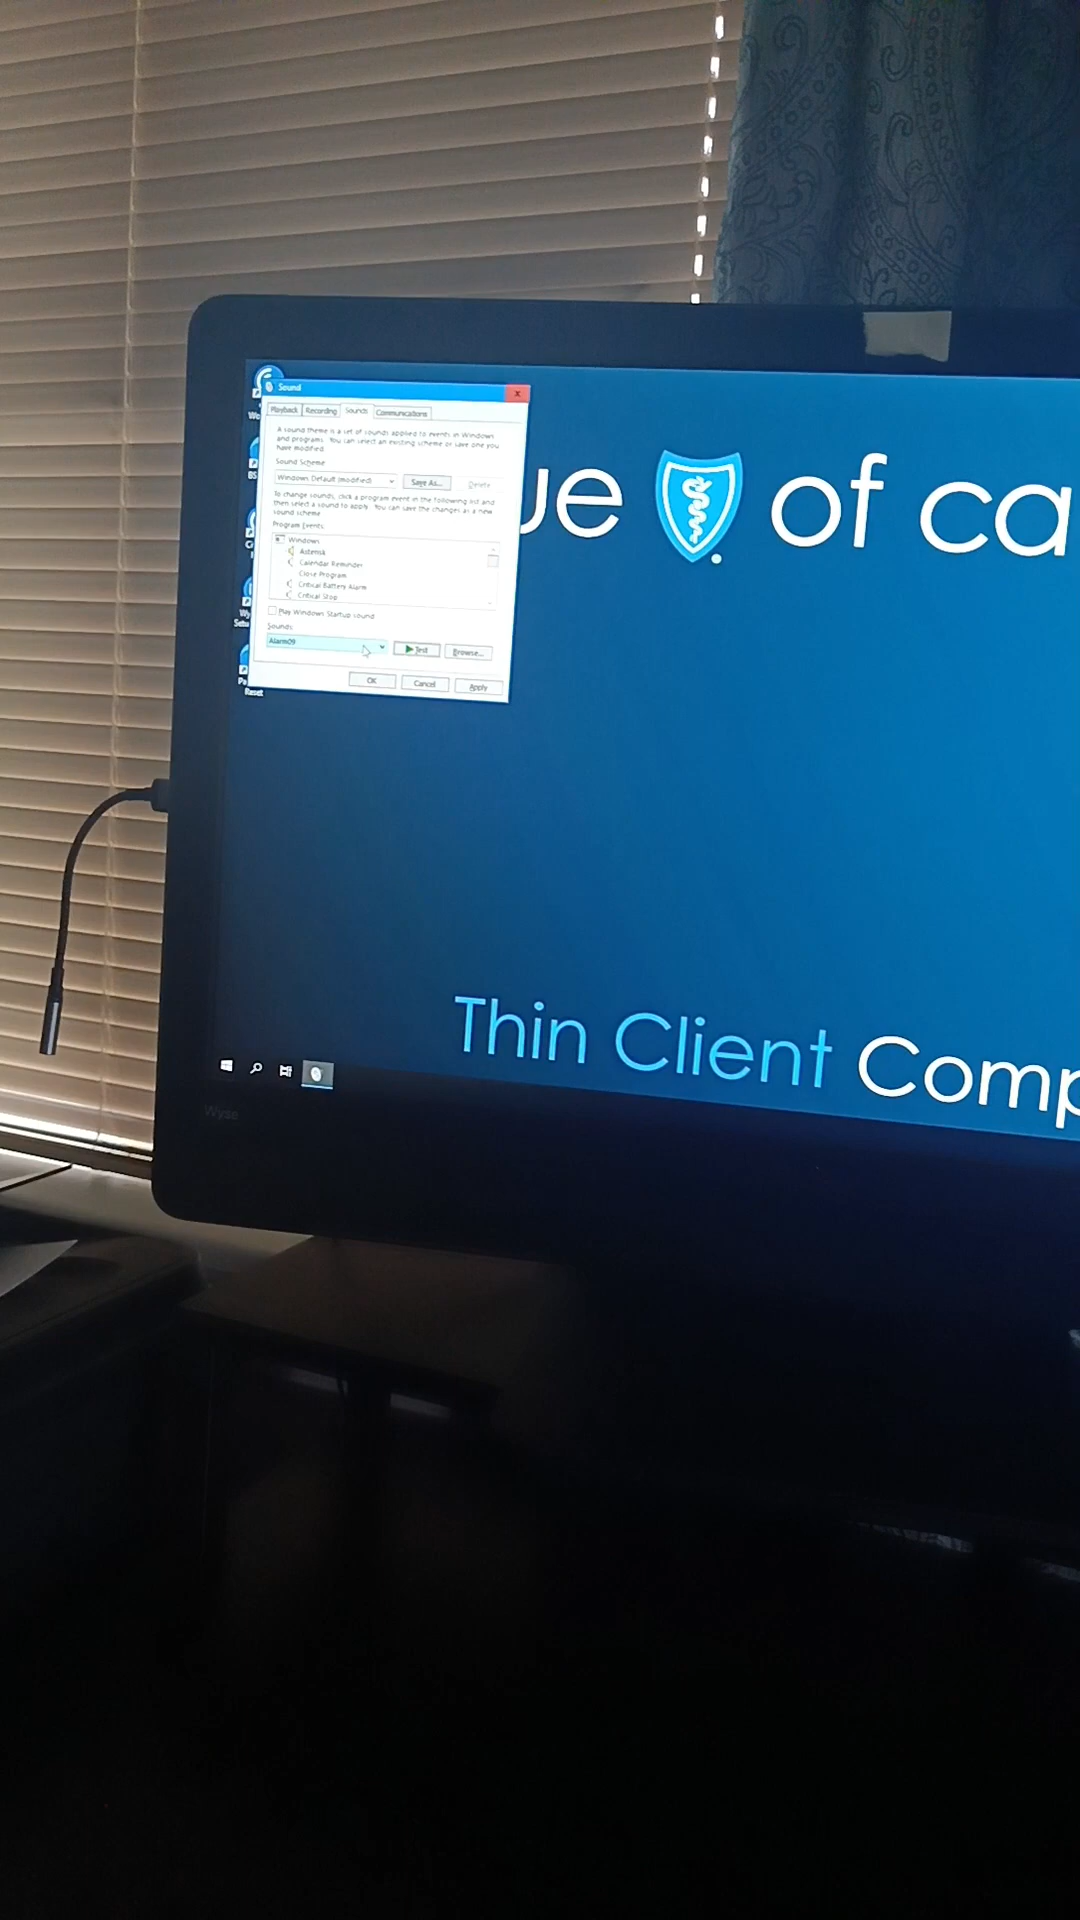 Sound
Playback Recording Sounds Communications
A sound theme is a set of sounds applied to events in Windows
and programs. You can select an existing scheme or save one you
have modified.
Sound Scheme
Windows Default (modified)
Save As...
Delete
To change sounds, click a program event in the following list and
then select a sound to apply. You can save the changes as a new
sound scheme.
Program Events:
Windows
Asterisk
Calendar Reminder
Close Program
Critical Battery Alarm
Critical Stop
Play Windows Startup sound
Sounds:
Alarm09
Test
Browse...
OK
Cancel
Apply
Reset
ue of ca
Thin Client Comp
Wyse